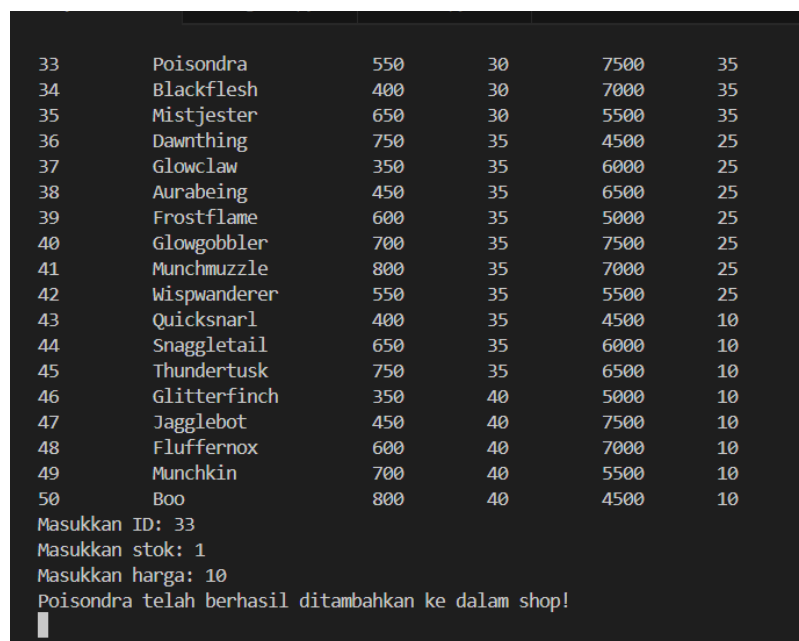 33 Poisondra 550 30 7500 35
34 Blackflesh 400 30 7000 35
35 Mistjester 650 30 5500 35
36 Dawnthing 750 35 4500 25
37 Glowclaw 350 35 6000 25
38 Aurabeing 450 35 6500 25
39 Frostflame 600 35 5000 25
40 Glowgobbler 700 35 7500 25
41 Munchmuzzle 800 35 7000 25
42 Wispwanderer 550 35 5500 25
43 Quicksnarl 400 35 4500 10
44 Snaggletail 650 35 6000 10
45 Thundertusk 750 35 6500 10
46 Glitterfinch 350 40 5000 10
47 Jagglebot 450 40 7500 10
48 Fluffernox 600 40 7000 10
49 Munchkin 700 40 5500 10
50 Boo 800 40 4500 10
Masukkan ID: 33
Masukkan stok: 1
Masukkan harga: 10
Poisondra telah berhasil ditambahkan ke dalam shop!